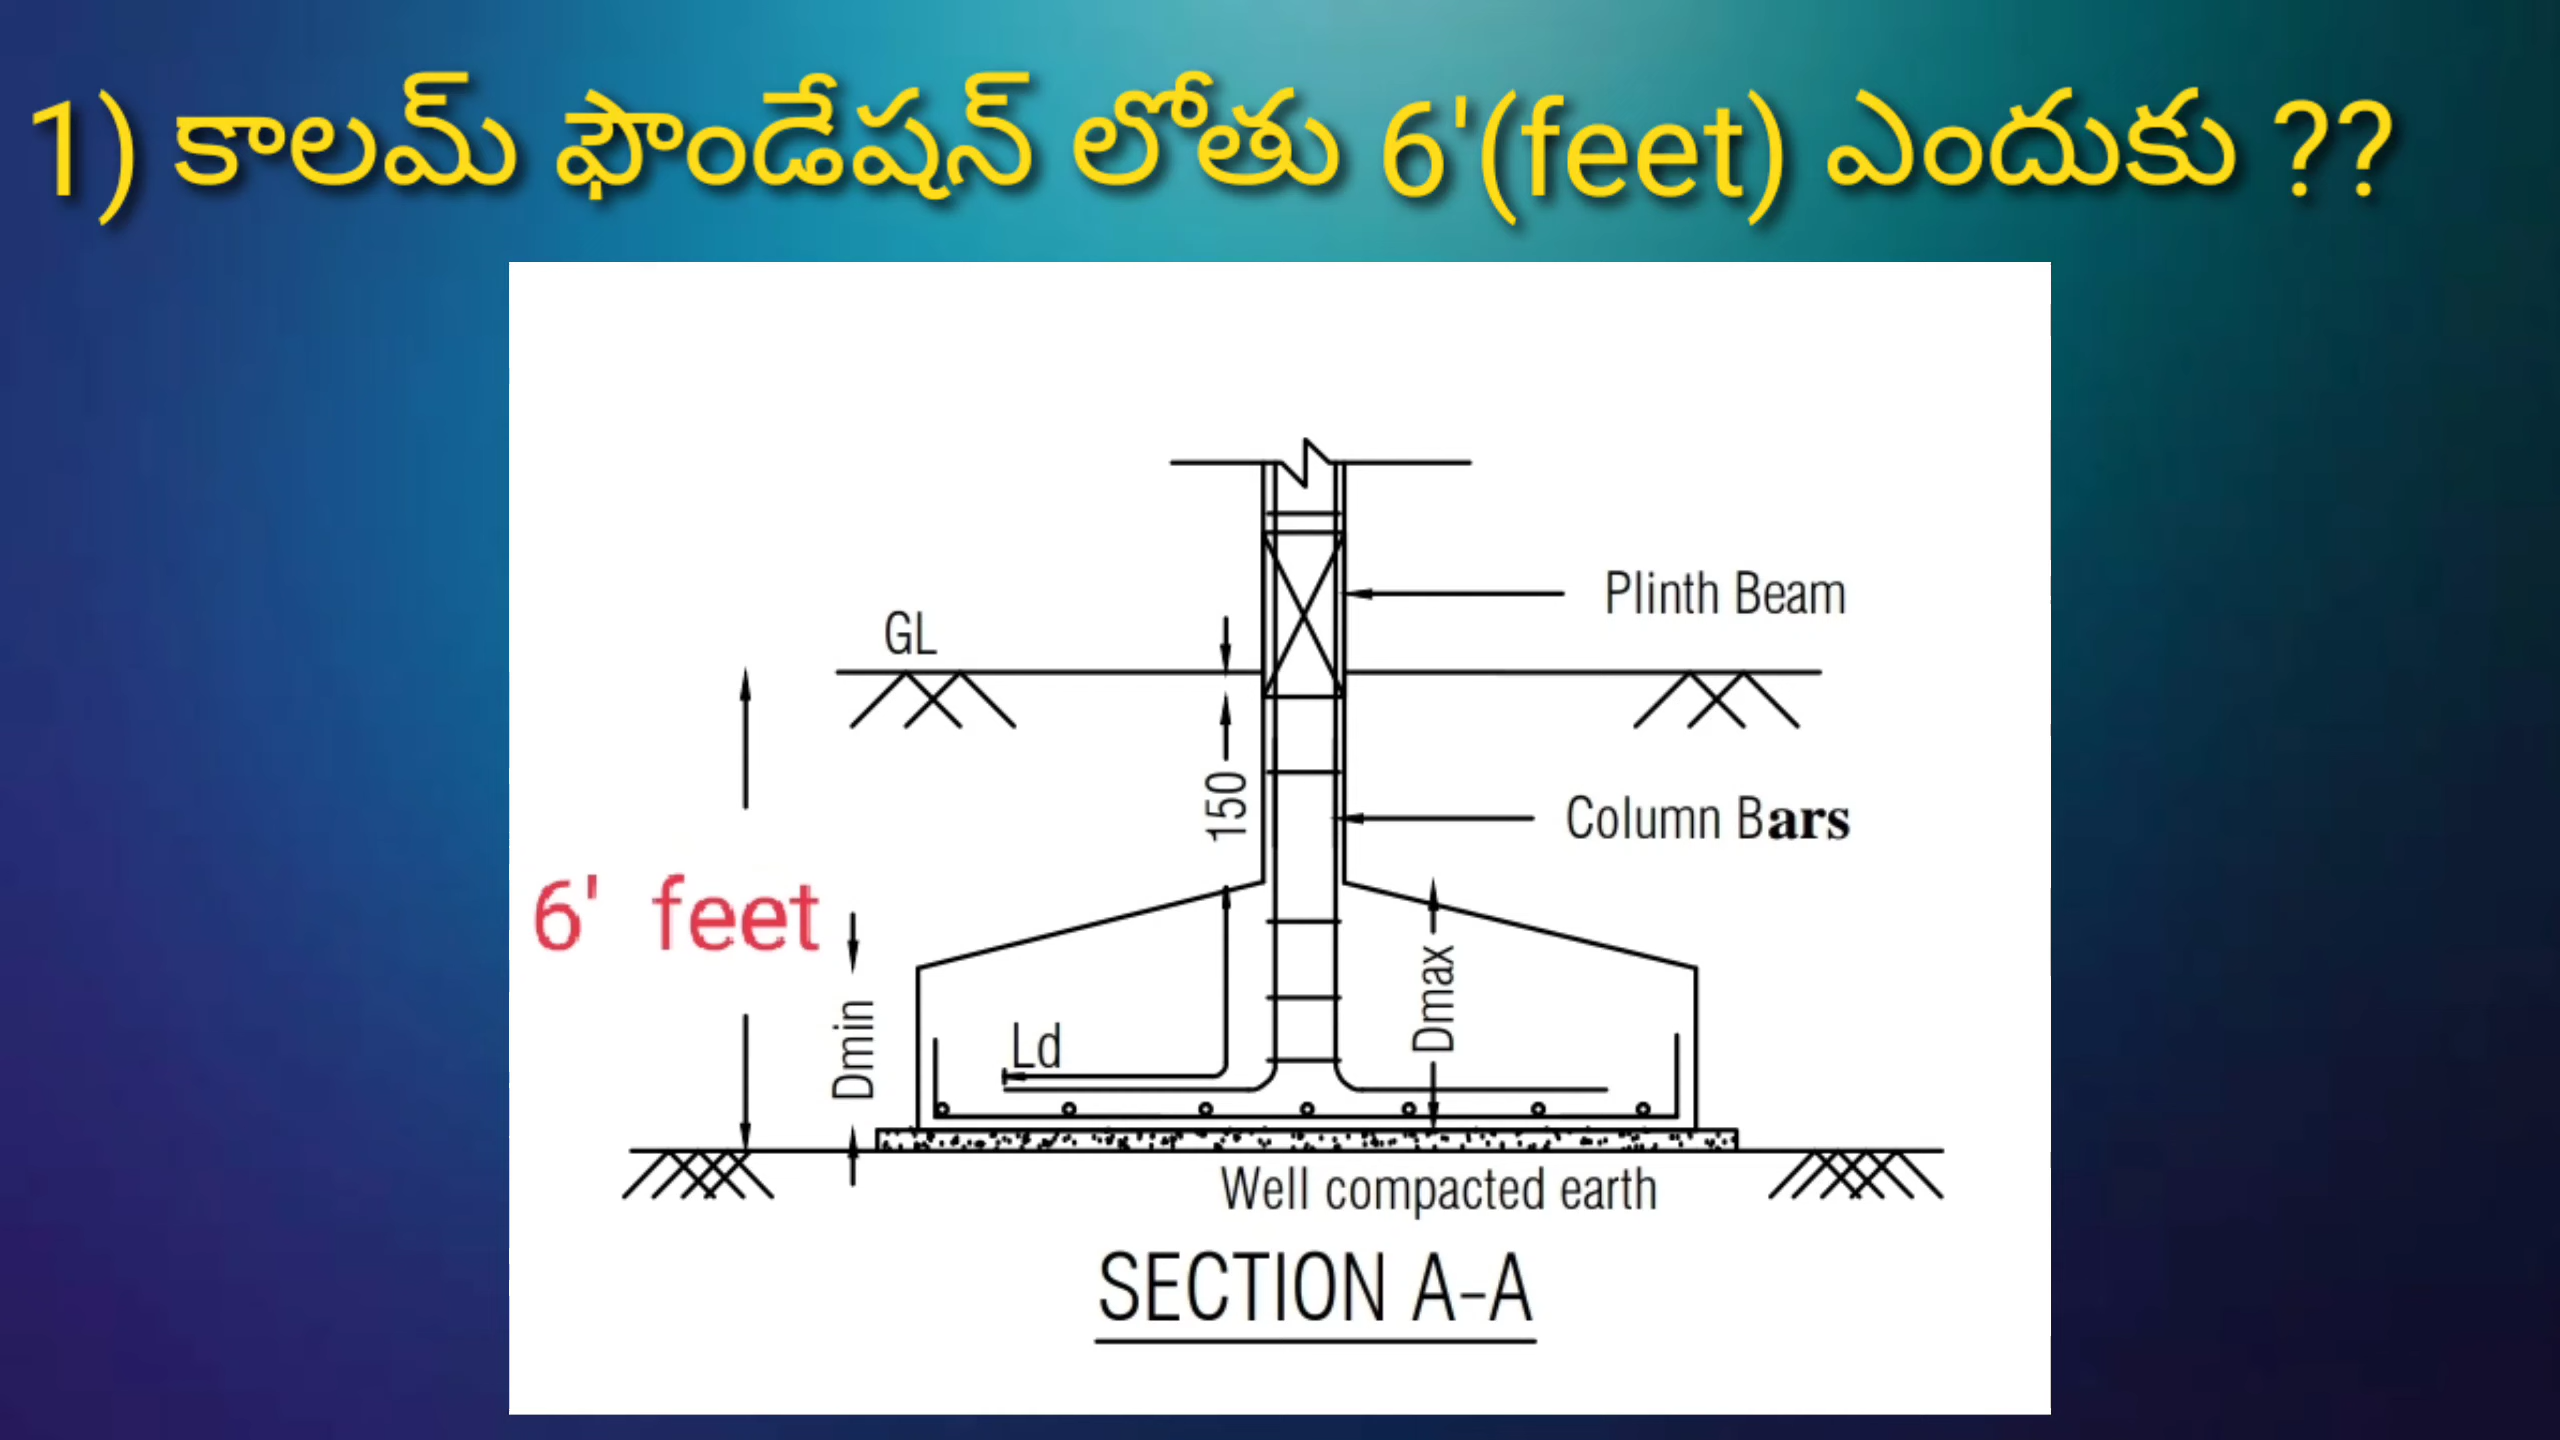 1) కాలమ్ ఫౌండేషన్ లోతు 6'(feet) ఎందుకు ??
Plinth Beam
GL
150
Column Bars
6' feet
Dmin
Ld
Dmax
Well compacted earth
SECTION A-A